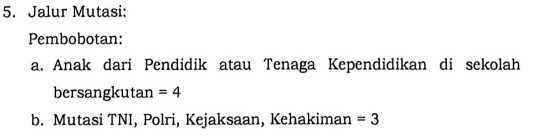 5. Jalur Mutasi:
Pembobotan:
a. Anak dari Pendidik atau Tenaga Kependidikan di sekolah
bersangkutan = 4
b. Mutasi TNI, Polri, Kejaksaan, Kehakiman = 3